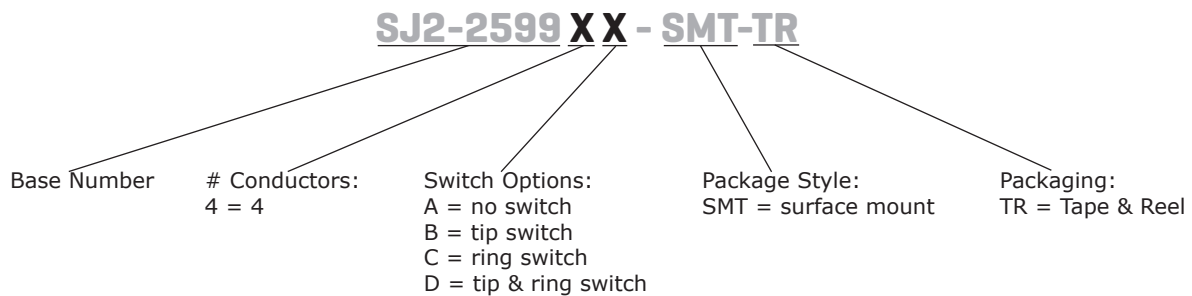 SJ2-2599 X X - SMT-TR
Base Number
# Conductors:
4 = 4
Switch Options:
A = no switch
B = tip switch
C = ring switch
D = tip & ring switch
Package Style:
SMT = surface mount
Packaging:
TR = Tape & Reel